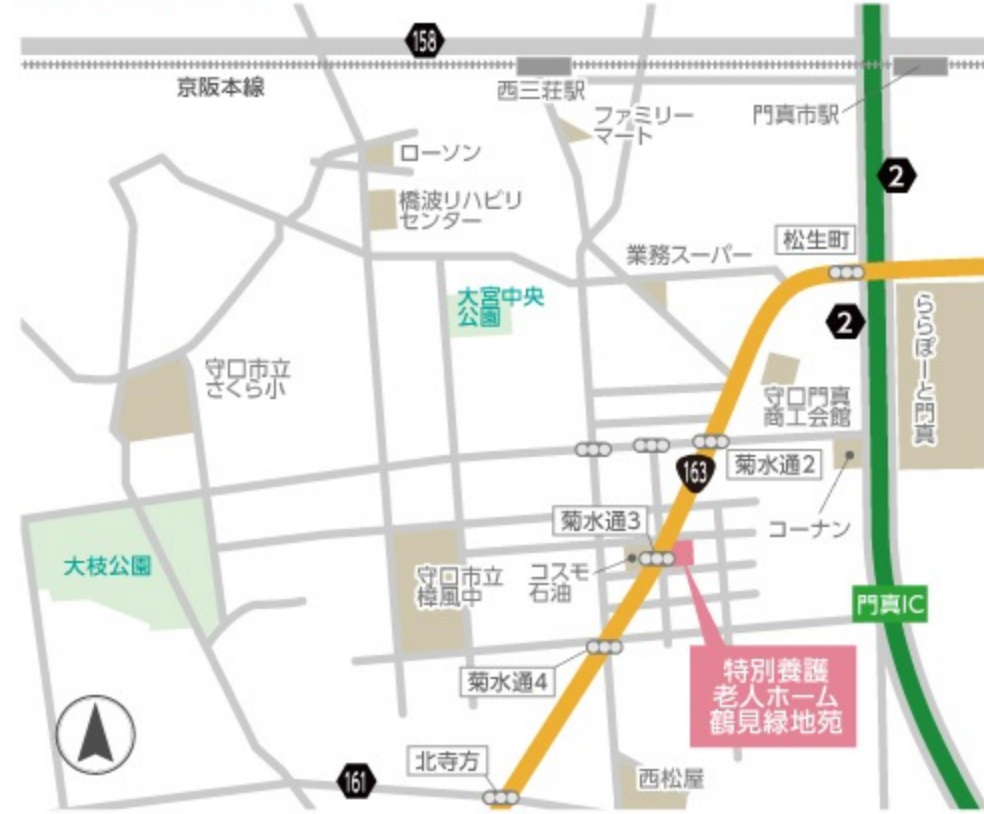 158
京阪本線
西三荘駅
門真市駅
ファミリー
マート
ローソン
2
橋波リハビリ
センター
松生町
業務スーパー
大宮中央
公園
2
ららぽーと門真
守口市立
さくら小
守口門真
商工会館
163
菊水通2
菊水通3
コーナン
大枝公園
守口市立
樟風中
コスモ
石油
門真IC
特別養護
老人ホーム
鶴見緑地苑
菊水通4
北寺方
161
西松屋